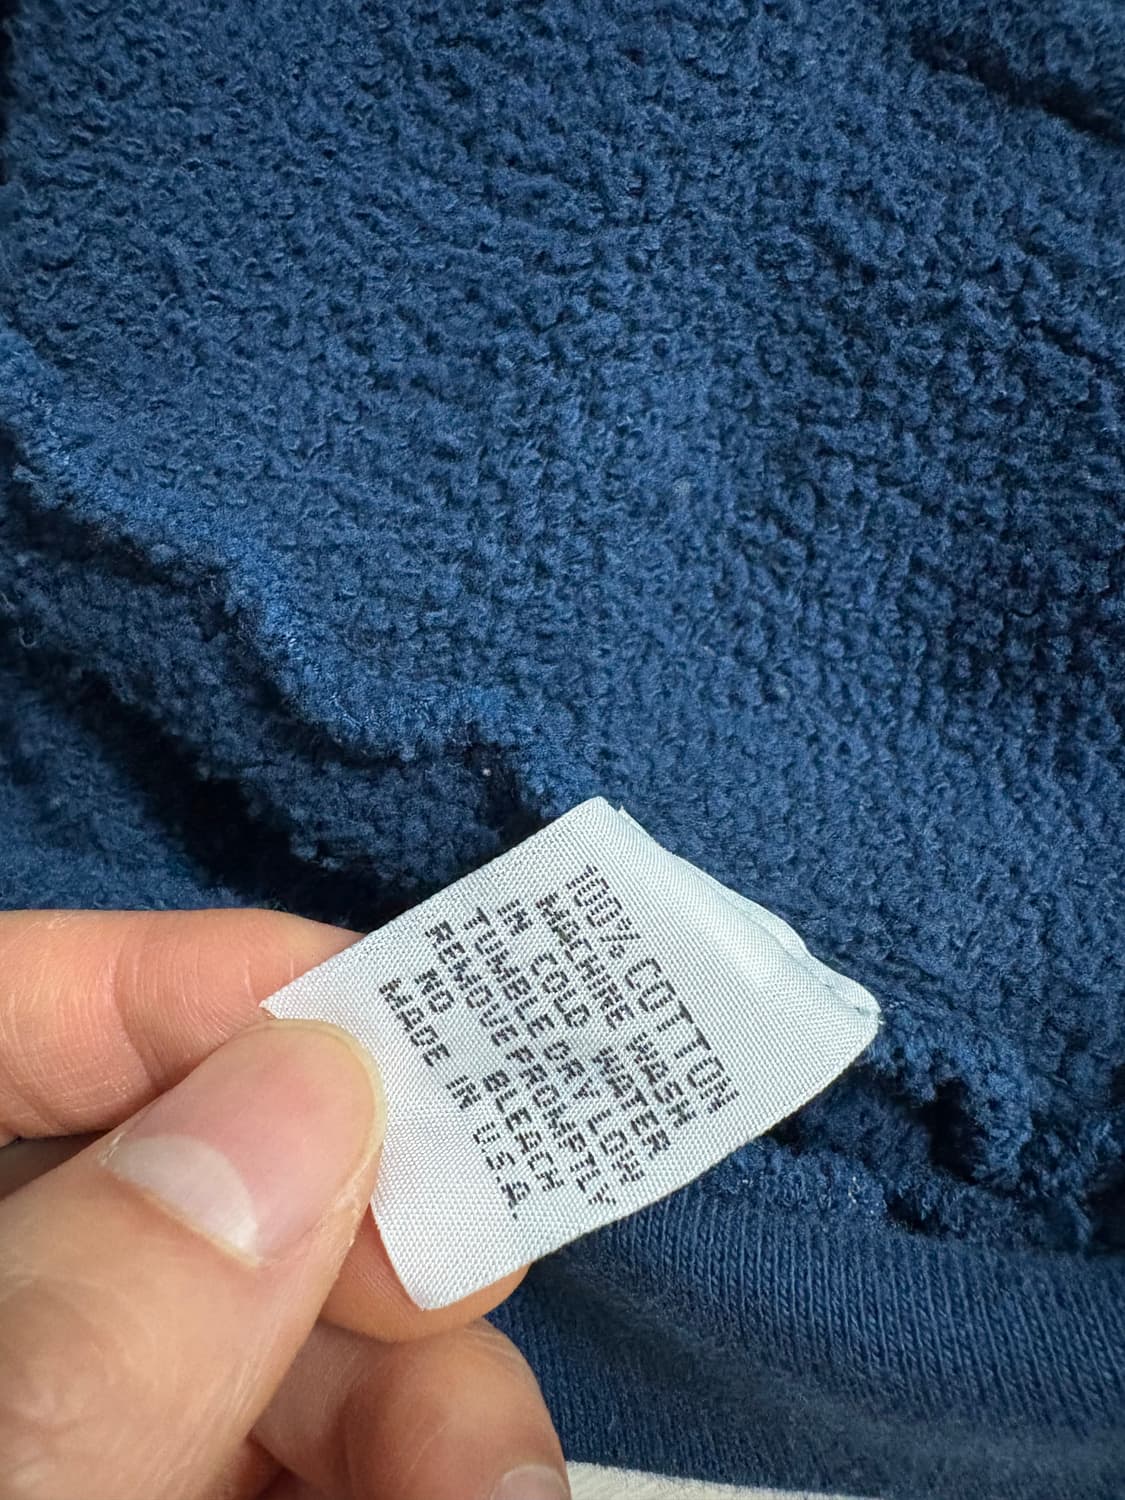 100% COTTON
MACHINE WASH
IN COLD WATER
TUMBLE DRY LOW
REMOVE PROMPTLY
NO BLEACH
MADE IN U.S.A.